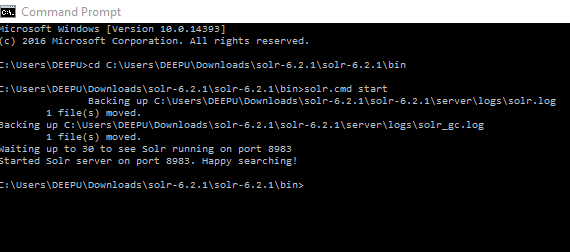 Command Prompt
Microsoft Windows [Version 10.0.14393]
(c) 2016 Microsoft Corporation. All rights reserved.
C:\Users\DEEPU>cd C:\Users\DEEPU\Downloads\solr-6.2.1\solr-6.2.1\bin
C:\Users\DEEPU\Downloads\solr-6.2.1\solr-6.2.1\bin>solr.cmd start
Backing up C:\Users\DEEPU\Downloads\solr-6.2.1\solr-6.2.1\server\logs\solr.log
1 file(s) moved.
Backing up C:\Users\DEEPU\Downloads\solr-6.2.1\solr-6.2.1\server\logs\solr_gc.log
1 file(s) moved.
Waiting up to 30 to see Solr running on port 8983
Started Solr server on port 8983. Happy searching!
C:\Users\DEEPU\Downloads\solr-6.2.1\solr-6.2.1\bin>